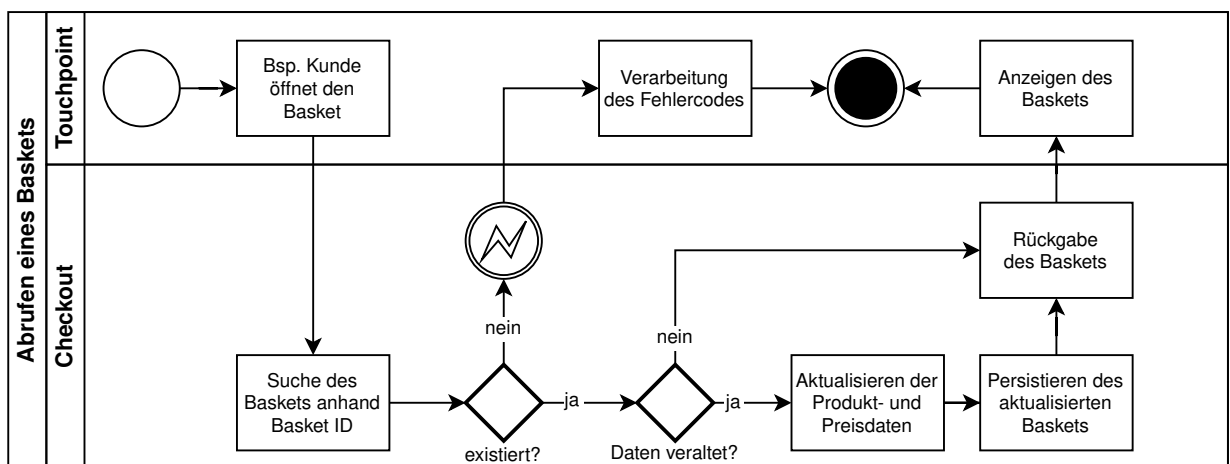 Abrufen eines Baskets
Touchpoint
Bsp. Kunde
öffnet den
Basket
Verarbeitung
des Fehlercodes
Anzeigen des
Baskets
Checkout
Rückgabe
des Baskets
nein
nein
Suche des
Baskets anhand
Basket ID
ja
existiert?
ja
Daten veraltet?
Aktualisieren der
Produkt- und
Preisdaten
Persistieren des
aktualisierten
Baskets